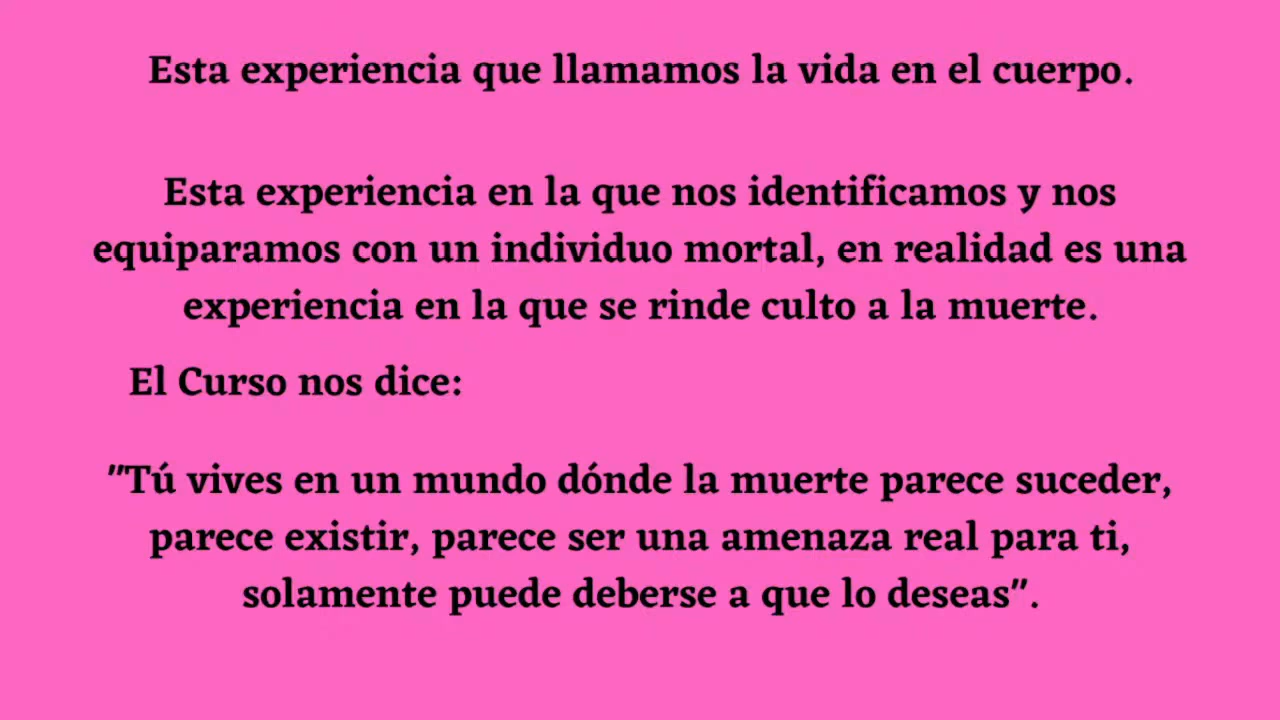 Esta experiencia que llamamos la vida en el cuerpo.
Esta experiencia en la que nos identificamos y nos
equiparamos con un individuo mortal, en realidad es una
experiencia en la que se rinde culto a la muerte.
El Curso nos dice:
"Tú vives en un mundo dónde la muerte parece suceder,
parece existir, parece ser una amenaza real para ti,
solamente puede deberse a que lo deseas".